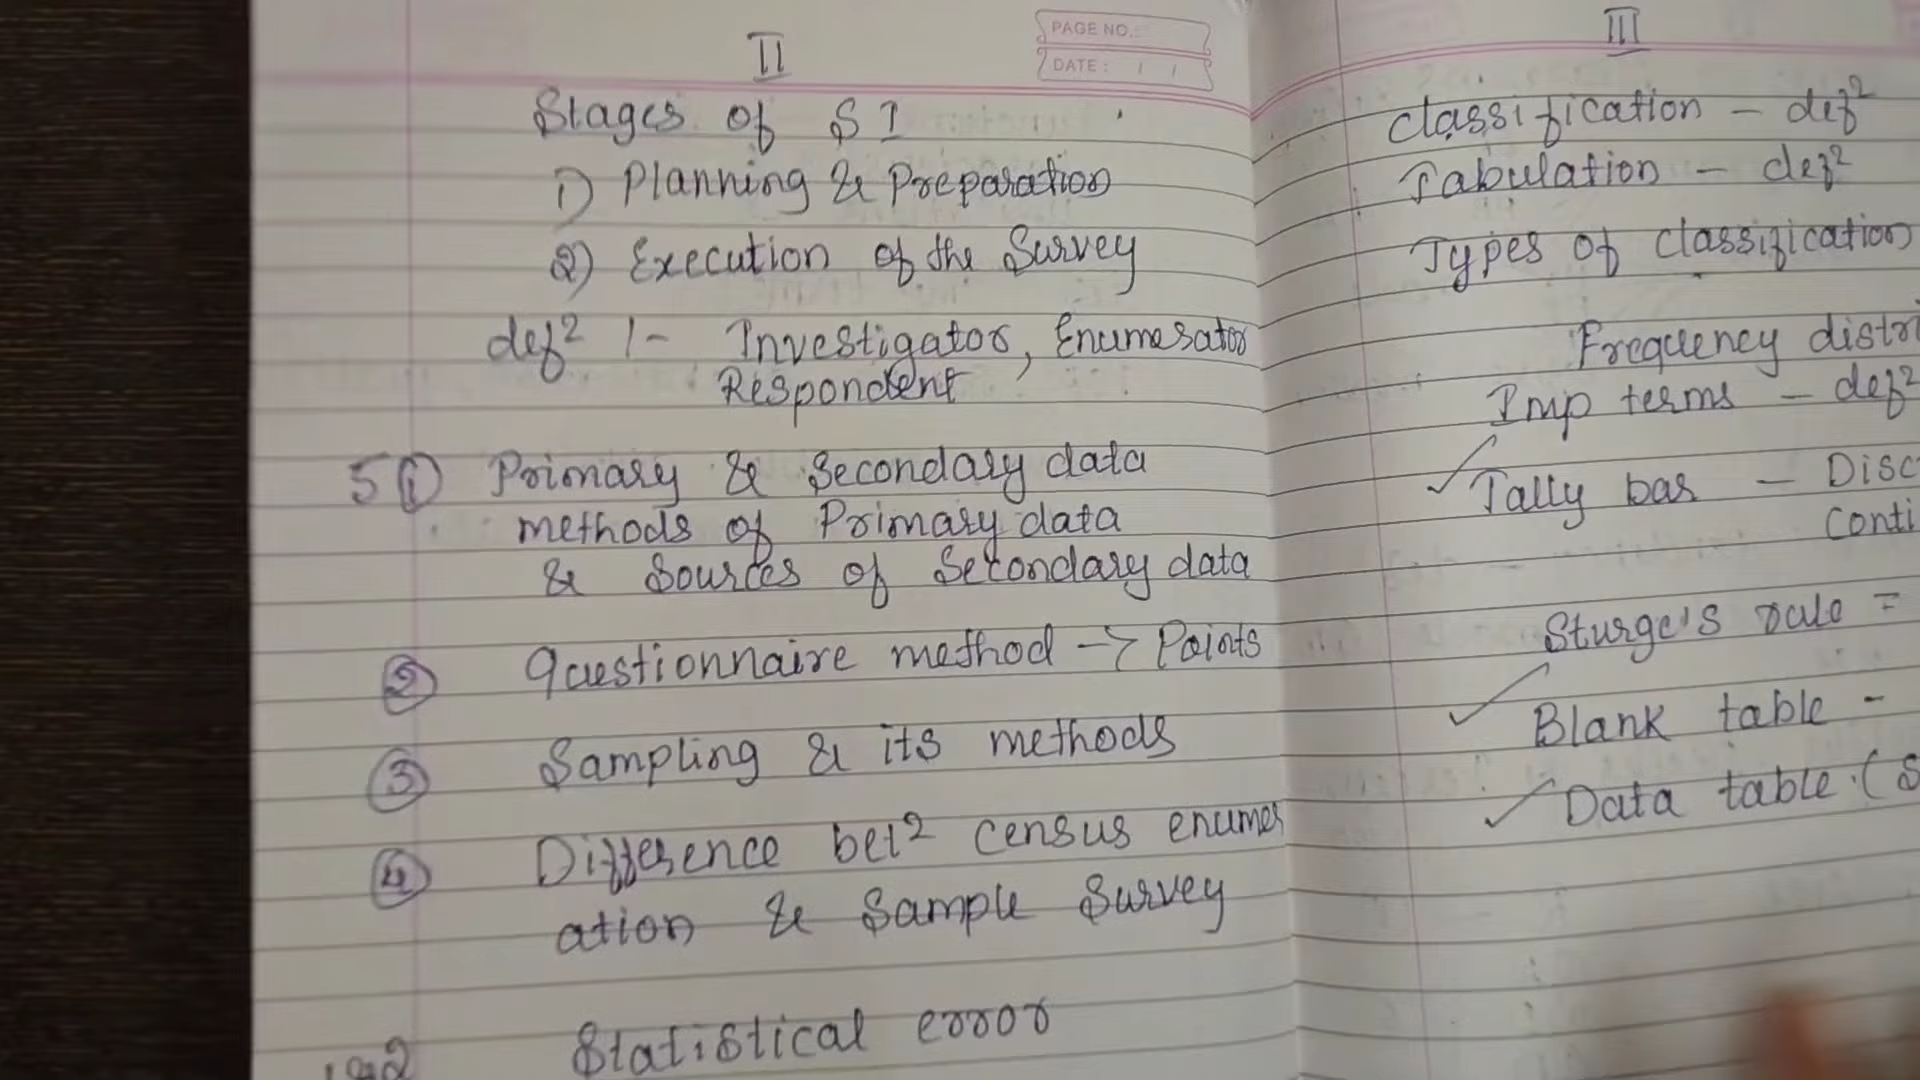 II
PAGE NO.:
DATE : / /
Stages of S I
1) Planning & Preparation
2) Execution of the Survey
def² :- Investigator, Enumerator
Respondent
5 ① Primary & Secondary data
methods of Primary data
& Sources of Secondary data
② questionnaire method -> Points
③ Sampling & its methods
④ Difference bet² census enumer
ation & Sample Survey
Statistical error
III
classification - def²
Tabulation - def²
Types of classification
Frequency distri
Imp terms - def²
✓ Tally bar - Disc
conti
Sturge's rule =
✓ Blank table -
✓ Data table. (S